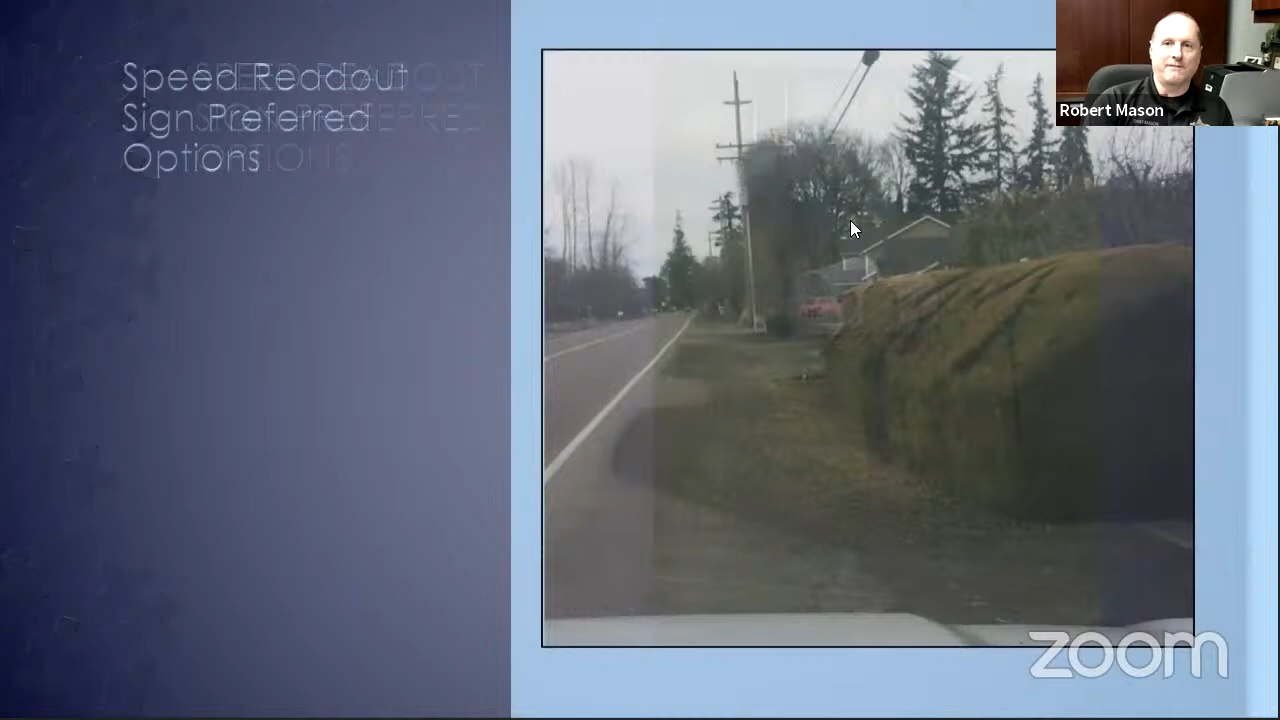 Speed Readout
Sign Preferred
Options
Robert Mason
zoom